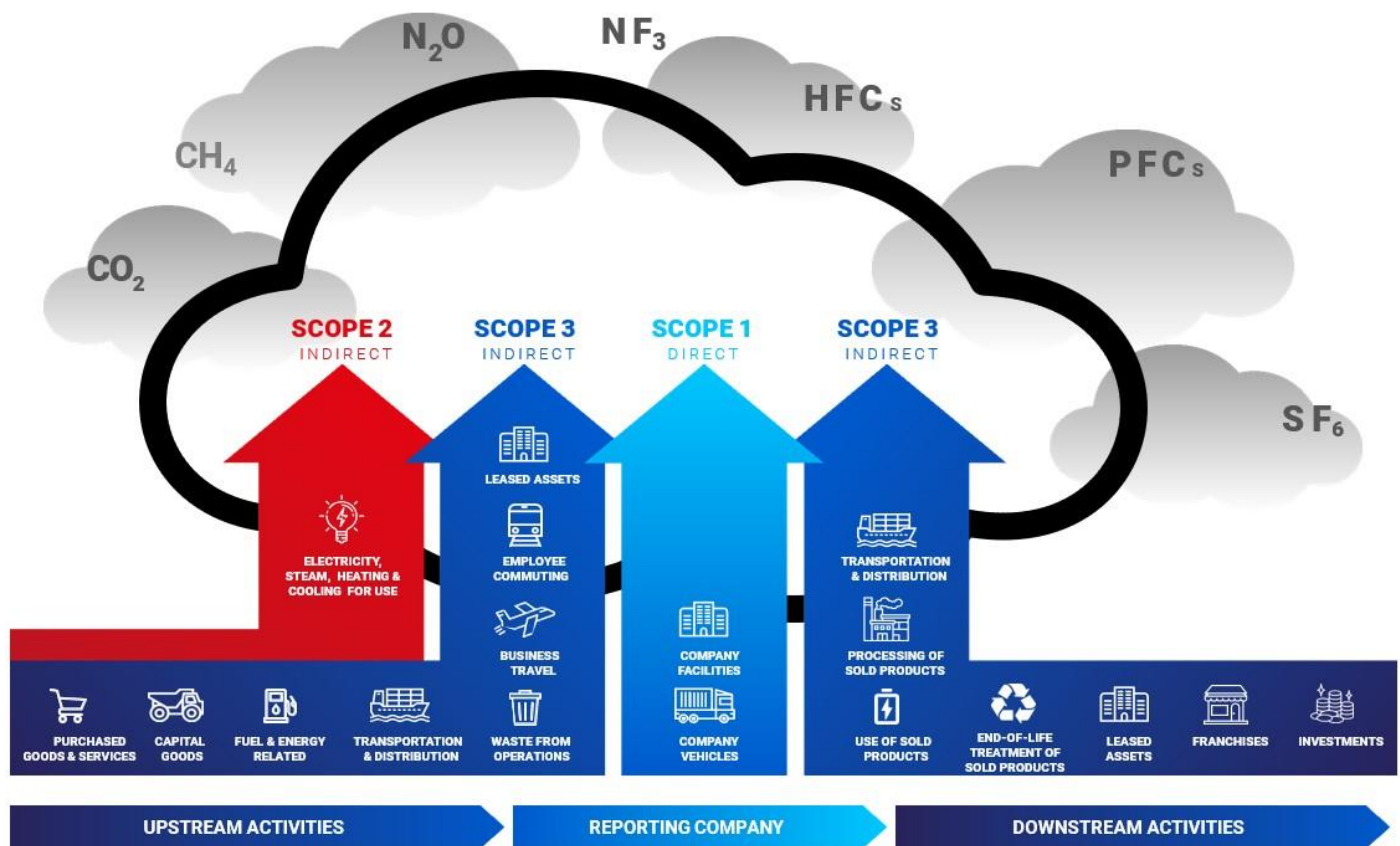 N₂O
NF₃
HFCs
CH₄
PFCs
CO₂
SF₆
SCOPE 2
INDIRECT
SCOPE 3
INDIRECT
SCOPE 1
DIRECT
SCOPE 3
INDIRECT
ELECTRICITY,
STEAM, HEATING &
COOLING FOR USE
LEASED ASSETS
EMPLOYEE
COMMUTING
BUSINESS
TRAVEL
COMPANY
FACILITIES
TRANSPORTATION
& DISTRIBUTION
PROCESSING OF
SOLD PRODUCTS
PURCHASED
GOODS & SERVICES
CAPITAL
GOODS
FUEL & ENERGY
RELATED
TRANSPORTATION
& DISTRIBUTION
WASTE FROM
OPERATIONS
COMPANY
VEHICLES
USE OF SOLD
PRODUCTS
END-OF-LIFE
TREATMENT OF
SOLD PRODUCTS
LEASED
ASSETS
FRANCHISES
INVESTMENTS
UPSTREAM ACTIVITIES
REPORTING COMPANY
DOWNSTREAM ACTIVITIES